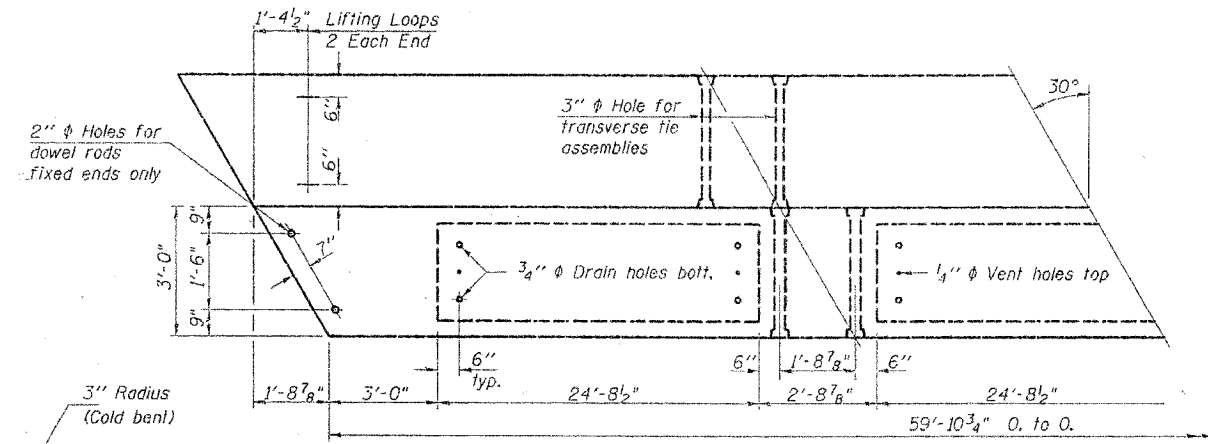 1'-4½"
Lifting Loops
2 Each End
30°
6"
3" ϕ Hole for
transverse tie
assemblies
2" ϕ Holes for
dowel rods
fixed ends only
6"
9"
7"
3'-0"
1'-6"
¾" ϕ Drain holes bott.
¼" ϕ Vent holes top
9"
6"
typ.
6"
1'-8⅞"
6"
3" Radius
(Cold bent)
1'-8⅞"
3'-0"
24'-8½"
2'-8⅞"
24'-8½"
59'-10¾" O. to O.